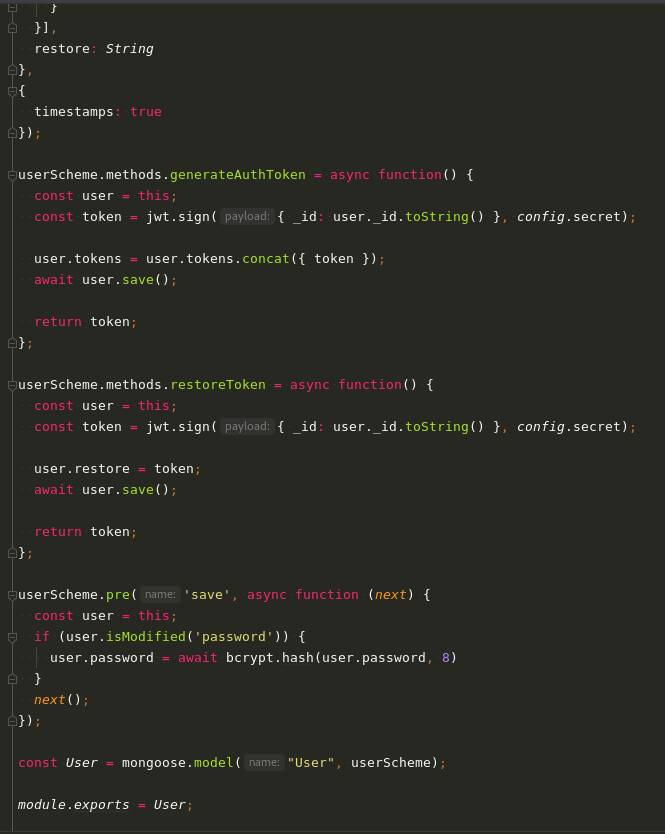 }
}],
restore: String
},
{
timestamps: true
});
userScheme.methods.generateAuthToken = async function() {
const user = this;
const token = jwt.sign( payload: { _id: user._id.toString() }, config.secret);
user.tokens = user.tokens.concat({ token });
await user.save();
return token;
};
userScheme.methods.restoreToken = async function() {
const user = this;
const token = jwt.sign( payload: { _id: user._id.toString() }, config.secret);
user.restore = token;
await user.save();
return token;
};
userScheme.pre( name: 'save', async function (next) {
const user = this;
if (user.isModified('password')) {
user.password = await bcrypt.hash(user.password, 8)
}
next();
});
const User = mongoose.model( name: "User", userScheme);
module.exports = User;